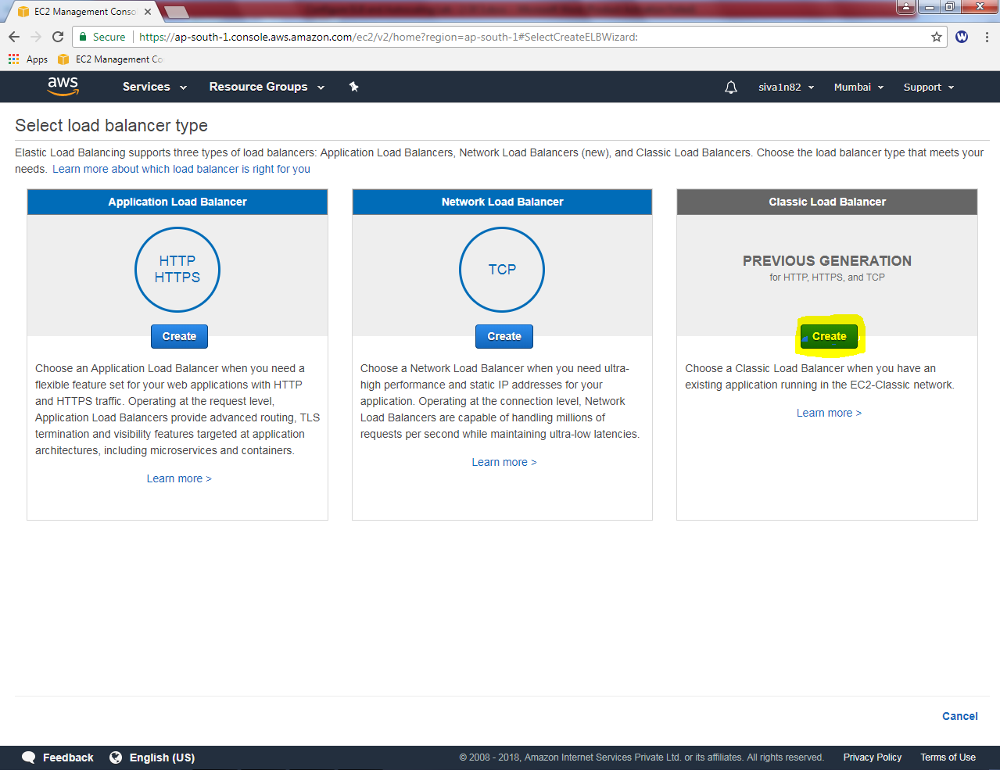 EC2 Management Conso
Secure
https://ap-south-1.console.aws.amazon.com/ec2/v2/home?region=ap-south-1#SelectCreateELBWizard:
W
Apps
EC2 Management Co
aws
Services
Resource Groups
siva1n82
Mumbai
Support
Select load balancer type
Elastic Load Balancing supports three types of load balancers: Application Load Balancers, Network Load Balancers (new), and Classic Load Balancers. Choose the load balancer type that meets your
needs. Learn more about which load balancer is right for you
Application Load Balancer
HTTP
HTTPS
Create
Choose an Application Load Balancer when you need a
flexible feature set for your web applications with HTTP
and HTTPS traffic. Operating at the request level,
Application Load Balancers provide advanced routing, TLS
termination and visibility features targeted at application
architectures, including microservices and containers.
Learn more >
Network Load Balancer
TCP
Create
Choose a Network Load Balancer when you need ultra-
high performance and static IP addresses for your
application. Operating at the connection level, Network
Load Balancers are capable of handling millions of
requests per second while maintaining ultra-low latencies.
Learn more >
Classic Load Balancer
PREVIOUS GENERATION
for HTTP, HTTPS, and TCP
Create
Choose a Classic Load Balancer when you have an
existing application running in the EC2-Classic network.
Learn more >
Cancel
Feedback
English (US)
© 2008 - 2018, Amazon Internet Services Private Ltd. or its affiliates. All rights reserved.
Privacy Policy
Terms of Use